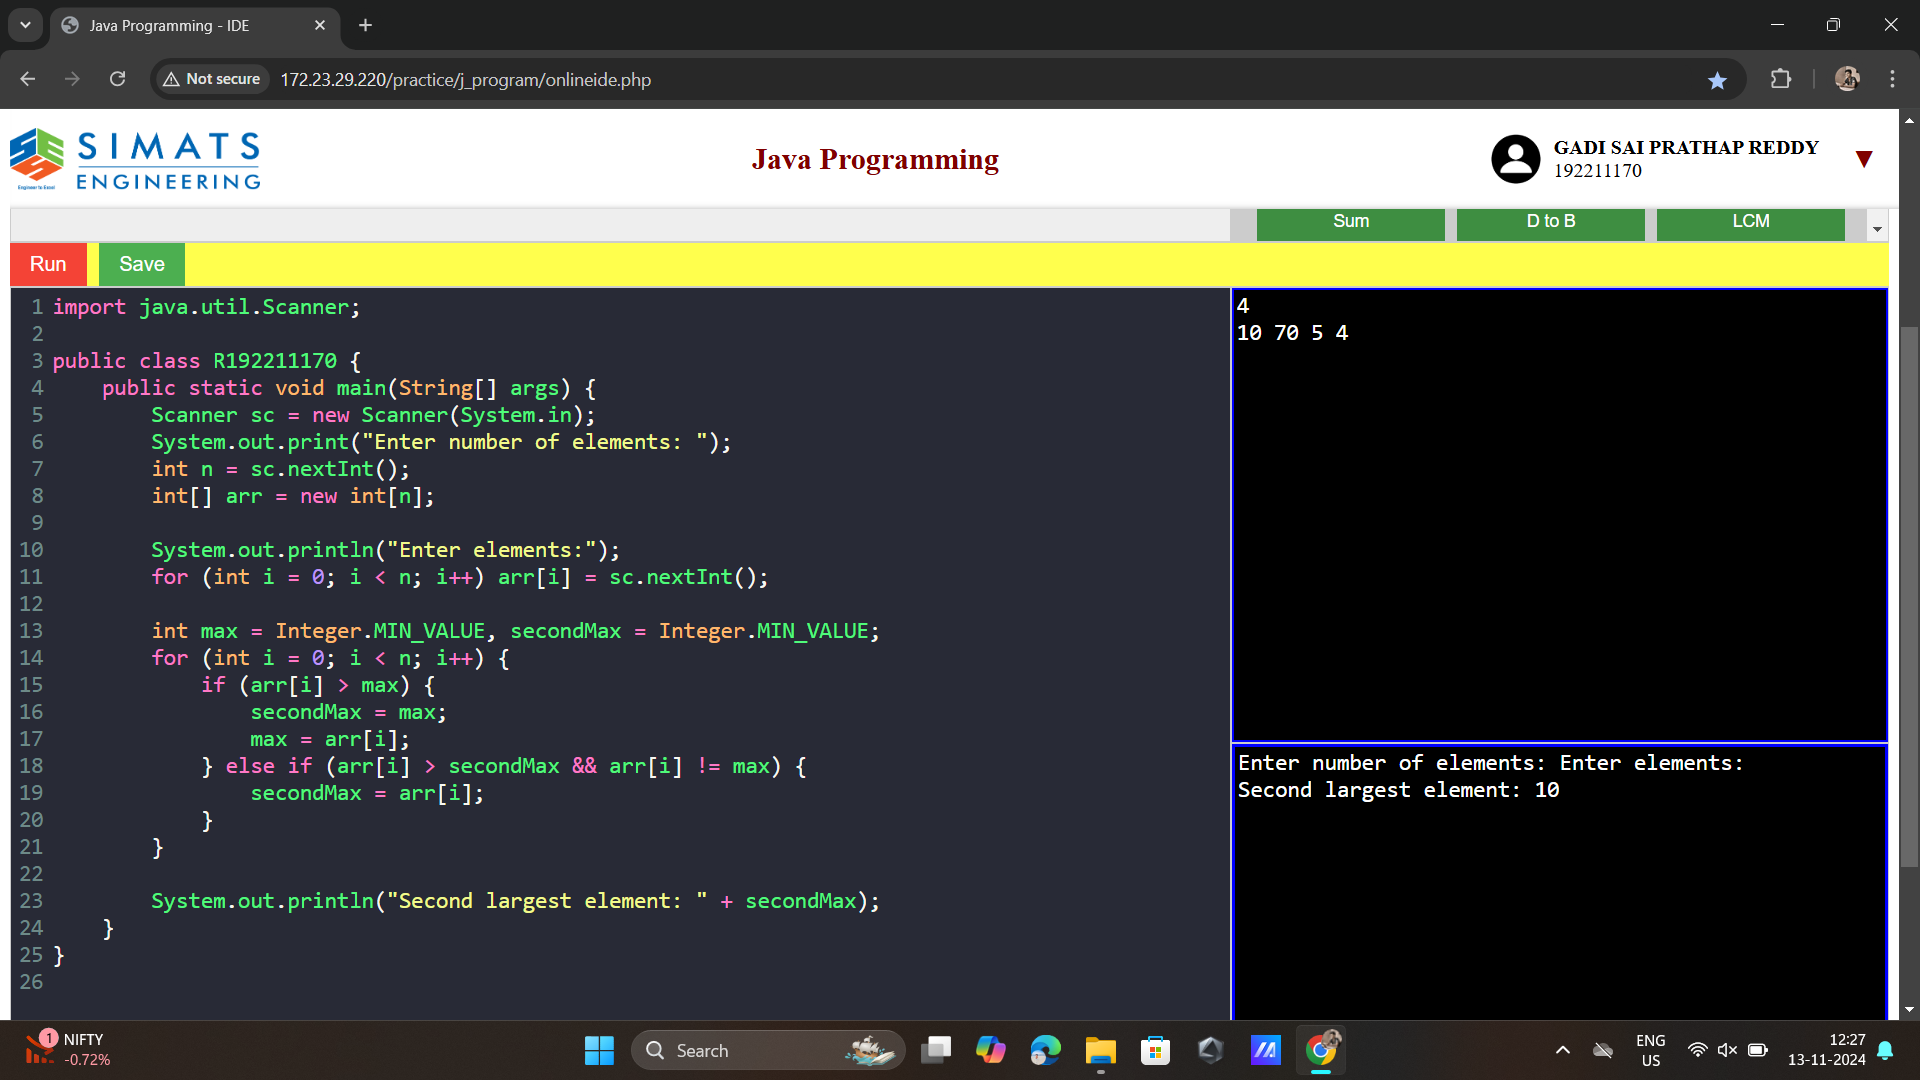 Java Programming - IDE
Not secure
172.23.29.220/practice/j_program/onlineide.php
SIMATS
ENGINEERING
Engineer to Excel
Java Programming
GADI SAI PRATHAP REDDY
192211170
Sum
D to B
LCM
Run
Save
1 import java.util.Scanner;
2
3 public class R192211170 {
4     public static void main(String[] args) {
5         Scanner sc = new Scanner(System.in);
6         System.out.print("Enter number of elements: ");
7         int n = sc.nextInt();
8         int[] arr = new int[n];
9
10         System.out.println("Enter elements:");
11         for (int i = 0; i < n; i++) arr[i] = sc.nextInt();
12
13         int max = Integer.MIN_VALUE, secondMax = Integer.MIN_VALUE;
14         for (int i = 0; i < n; i++) {
15             if (arr[i] > max) {
16                 secondMax = max;
17                 max = arr[i];
18             } else if (arr[i] > secondMax && arr[i] != max) {
19                 secondMax = arr[i];
20             }
21         }
22
23         System.out.println("Second largest element: " + secondMax);
24     }
25 }
26
4
10 70 5 4
Enter number of elements: Enter elements:
Second largest element: 10
1
NIFTY
-0.72%
Search
ENG
US
12:27
13-11-2024